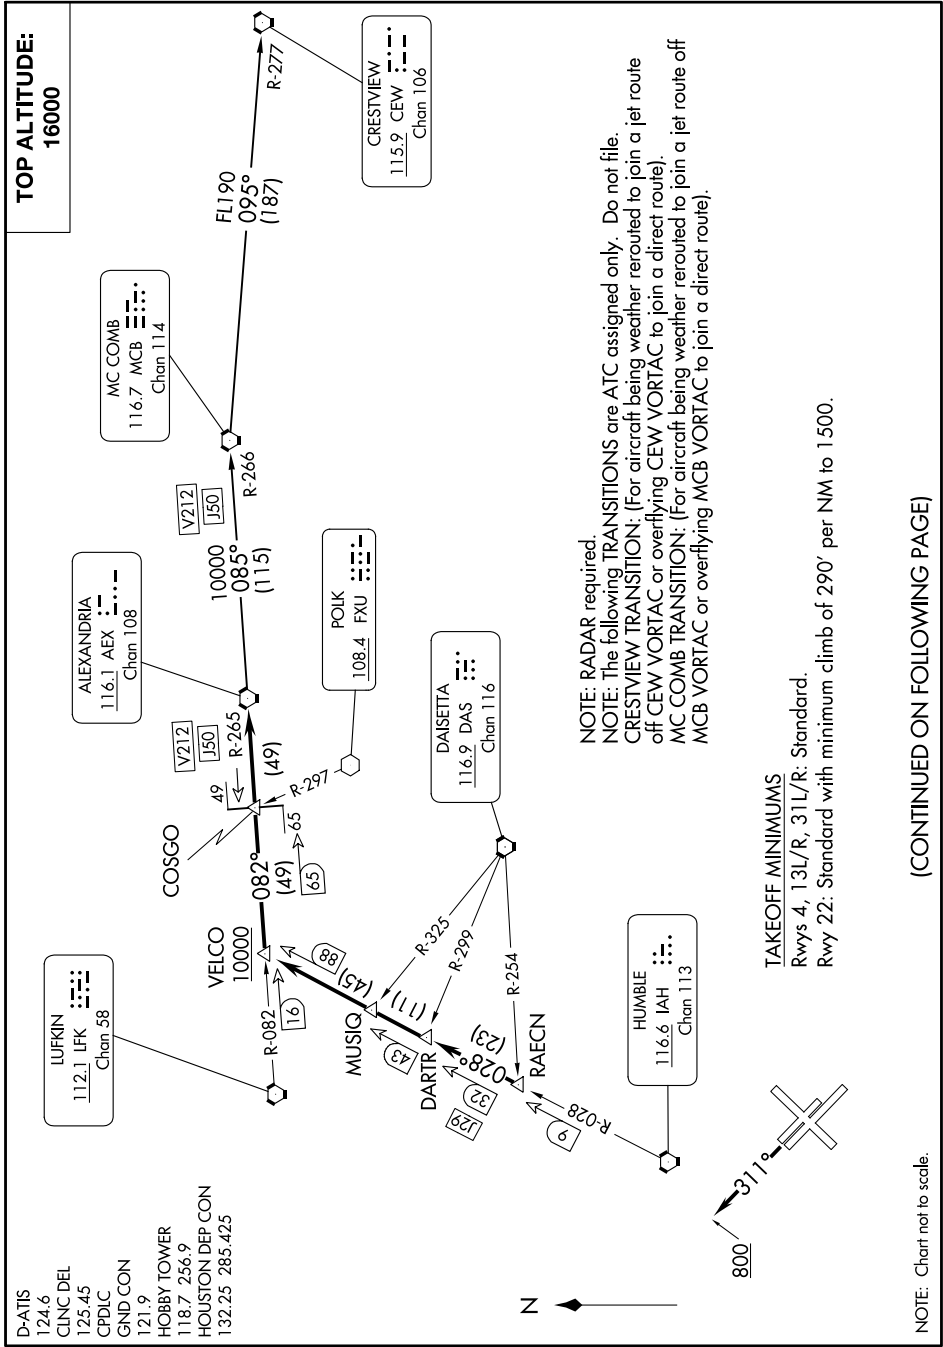 TOP ALTITUDE:
16000
D-ATIS
124.6
CLNC DEL
125.45
CPDLC
GND CON
121.9
HOBBY TOWER
118.7 256.9
HOUSTON DEP CON
132.25 285.425
LUFKIN
112.1 LFK
Chan 58
ALEXANDRIA
116.1 AEX
Chan 108
MC COMB
116.7 MCB
Chan 114
CRESTVIEW
115.9 CEW
Chan 106
POLK
108.4 FXU
DAISETTA
116.9 DAS
Chan 116
HUMBLE
116.6 IAH
Chan 113
R-277
FL190
095°
(187)
R-266
V212
J50
10000
085°
(115)
V212
J50
R-265
(49)
49
COSGO
65
R-297
082°
(49)
65
VELCO
10000
R-082
16
88
(45)
MUSIQ
R-325
(11)
43
DARTR
R-299
(23)
028°
32
J29
RAECN
R-254
9
R-028
311°
800
N
NOTE: RADAR required.
NOTE: The following TRANSITIONS are ATC assigned only. Do not file.
CRESTVIEW TRANSITION: (For aircraft being weather rerouted to join a jet route
off CEW VORTAC or overflying CEW VORTAC to join a direct route).
MC COMB TRANSITION: (For aircraft being weather rerouted to join a jet route off
MCB VORTAC or overflying MCB VORTAC to join a direct route).
TAKEOFF MINIMUMS
Rwys 4, 13L/R, 31L/R: Standard.
Rwy 22: Standard with minimum climb of 290' per NM to 1500.
(CONTINUED ON FOLLOWING PAGE)
NOTE: Chart not to scale.